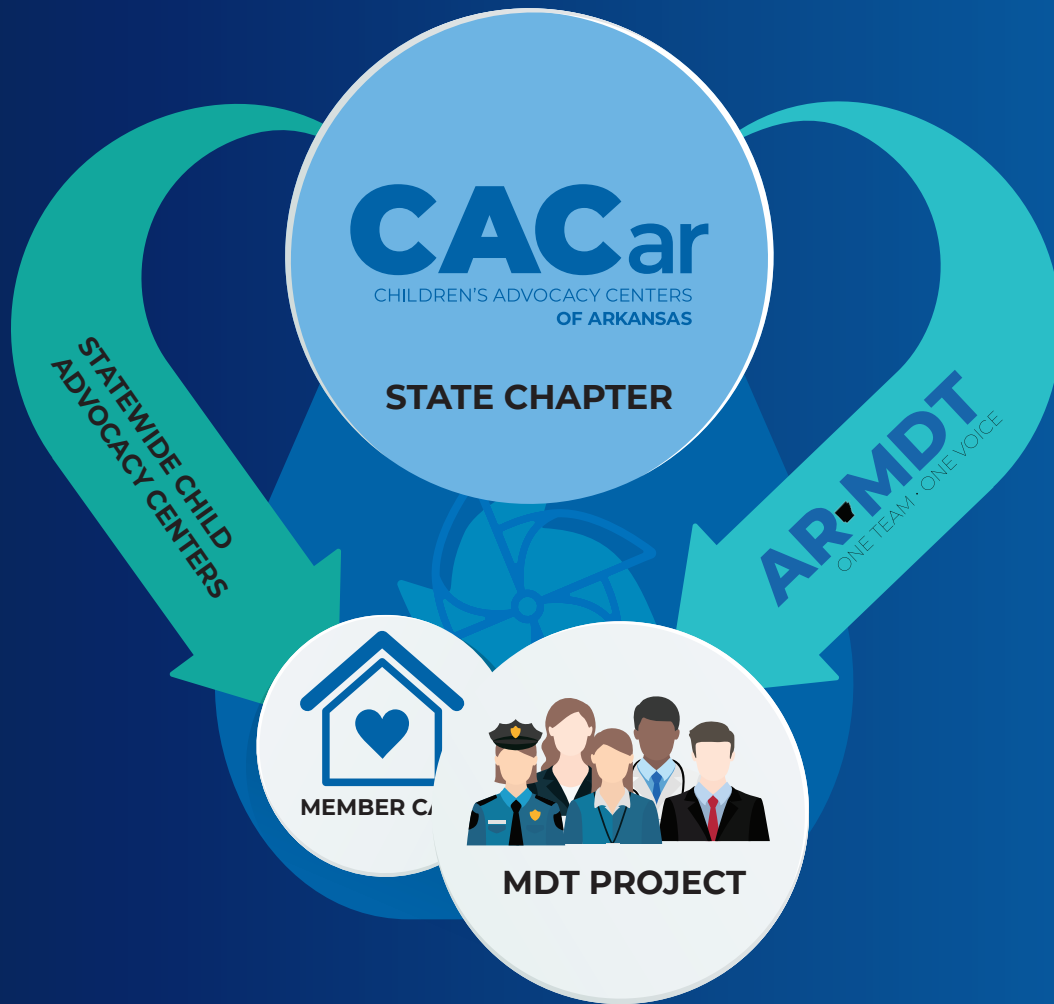 CACar
CHILDREN'S ADVOCACY CENTERS
OF ARKANSAS
STATE CHAPTER
STATEWIDE CHILD
ADVOCACY CENTERS
AR MDT
ONE TEAM · ONE VOICE
MEMBER
MDT PROJECT